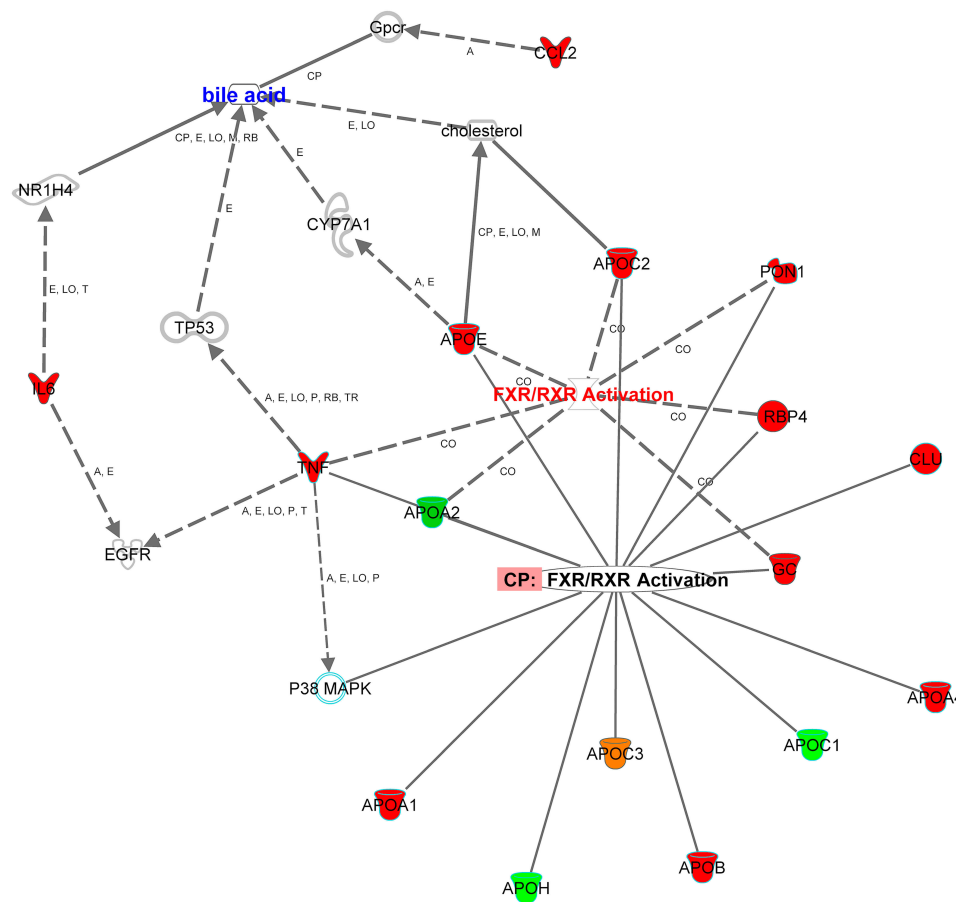 Gpcr
A
CCL2
CP
bile acid
E, LO
cholesterol
CP, E, LO, M, RB
E
NR1H4
E
CYP7A1
CP, E, LO, M
APOC2
PON1
A, E
E, LO, T
TP53
APOE
CO
CO
IL6
CO
FXR/RXR Activation
A, E, LO, P, RB, TR
CO
RBP4
CO
CLU
A, E
TNF
CO
CO
A, E, LO, P, T
APOA2
EGFR
GC
A, E, LO, P
CP: FXR/RXR Activation
P38 MAPK
APOA4
APOC3
APOC1
APOA1
APOB
APOH